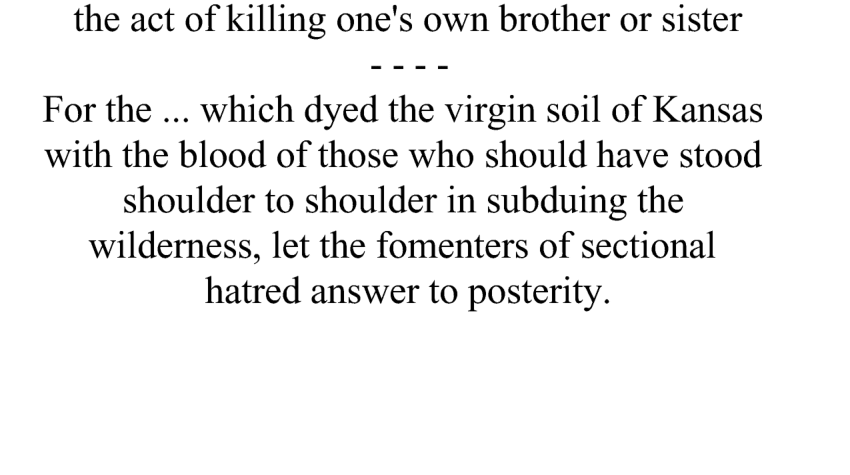 the act of killing one's own brother or sister
- - - -
For the ... which dyed the virgin soil of Kansas
with the blood of those who should have stood
shoulder to shoulder in subduing the
wilderness, let the fomenters of sectional
hatred answer to posterity.